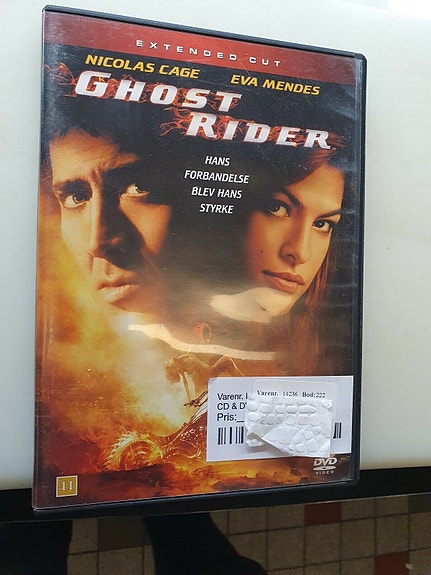 EXTENDED CUT
NICOLAS CAGE EVA MENDES
GHOST
RIDER
HANS
FORBANDELSE
BLEV HANS
STYRKE
Varenr. Varenr. 14236 Bod:222
CD & D
Pris:
11
DVD
VIDEO